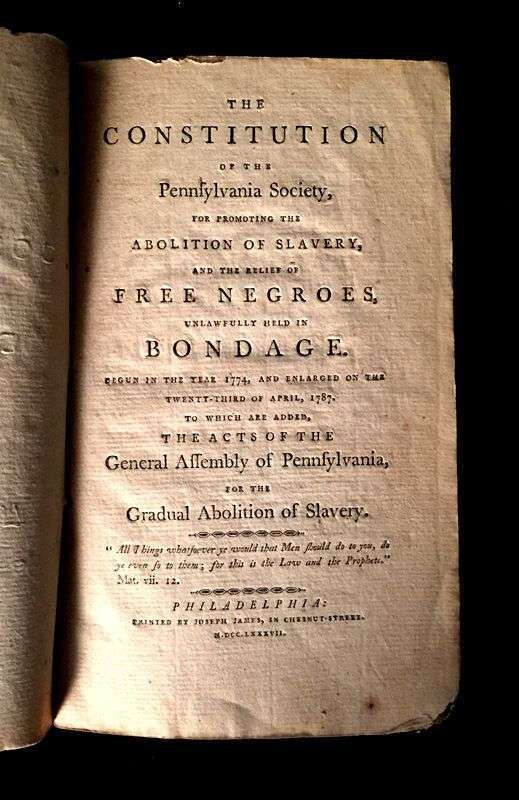 THE
CONSTITUTION
OF THE
Pennſylvania Society,
FOR PROMOTING THE
ABOLITION OF SLAVERY,
AND THE RELIEF OF
FREE NEGROES,
UNLAWFULLY HELD IN
BONDAGE.
BEGUN IN THE YEAR 1774, AND ENLARGED ON THE
TWENTY-THIRD OF APRIL, 1787.
TO WHICH ARE ADDED,
THE ACTS OF THE
General Aſſembly of Pennſylvania,
FOR THE
Gradual Abolition of Slavery.
“ All Things whatſoever ye would that Men ſhould do to you, do
ye even ſo to them; for this is the Law and the Prophets.”
Mat. vii. 12.
PHILADELPHIA:
PRINTED BY JOSEPH JAMES, IN CHESNUT-STREET.
M.DCC.LXXXVII.